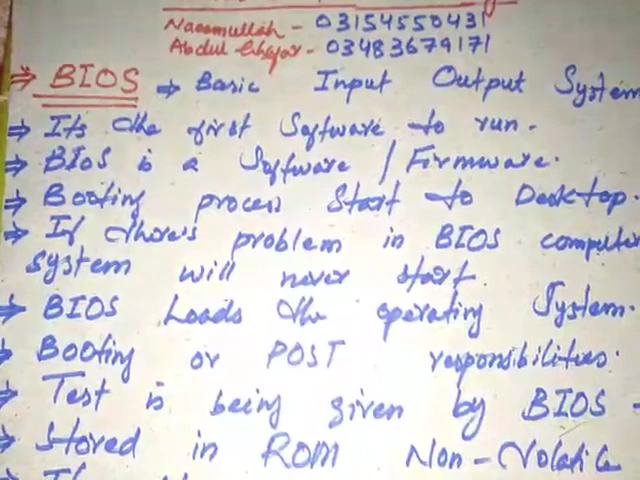 Naeamullah - 03154550431
Abdul Ghafar - 03483679171
⇒ BIOS ⇒ Basic Input Output System
⇒ Its the first Software to run.
⇒ BIOS is a Software / Firmware.
⇒ Booting process Start to Desktop.
⇒ If there's problem in BIOS computer
system will never start.
⇒ BIOS Loads the operating System.
⇒ Booting or POST responsibilities.
⇒ Test is being given by BIOS -
⇒ Stored in ROM Non-Volatile